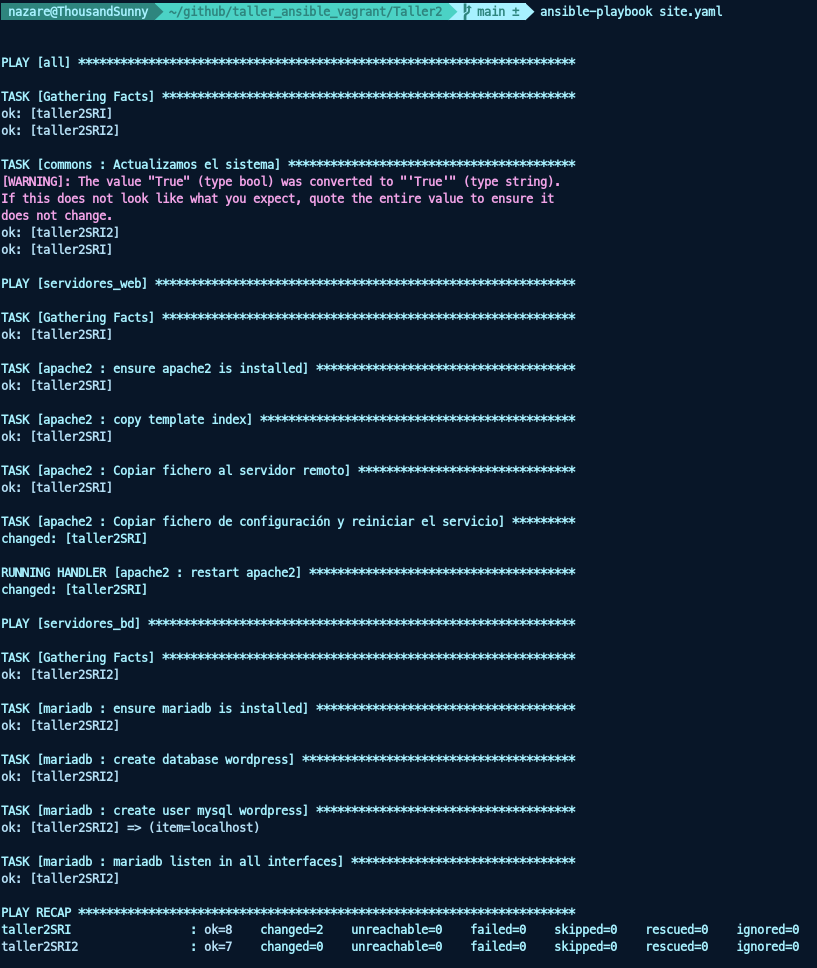 nazare@ThousandSunny ~/github/taller_ansible_vagrant/Taller2 main ± ansible-playbook site.yaml
PLAY [all] ***********************************************************************
TASK [Gathering Facts] ***********************************************************
ok: [taller2SRI]
ok: [taller2SRI2]
TASK [commons : Actualizamos el sistema] *****************************************
[WARNING]: The value "True" (type bool) was converted to "'True'" (type string).
If this does not look like what you expect, quote the entire value to ensure it
does not change.
ok: [taller2SRI2]
ok: [taller2SRI]
PLAY [servidores_web] ************************************************************
TASK [Gathering Facts] ***********************************************************
ok: [taller2SRI]
TASK [apache2 : ensure apache2 is installed] *************************************
ok: [taller2SRI]
TASK [apache2 : copy template index] *********************************************
ok: [taller2SRI]
TASK [apache2 : Copiar fichero al servidor remoto] *******************************
ok: [taller2SRI]
TASK [apache2 : Copiar fichero de configuración y reiniciar el servicio] *********
changed: [taller2SRI]
RUNNING HANDLER [apache2 : restart apache2] **************************************
changed: [taller2SRI]
PLAY [servidores_bd] *************************************************************
TASK [Gathering Facts] ***********************************************************
ok: [taller2SRI2]
TASK [mariadb : ensure mariadb is installed] *************************************
ok: [taller2SRI2]
TASK [mariadb : create database wordpress] ***************************************
ok: [taller2SRI2]
TASK [mariadb : create user mysql wordpress] *************************************
ok: [taller2SRI2] => (item=localhost)
TASK [mariadb : mariadb listen in all interfaces] ********************************
ok: [taller2SRI2]
PLAY RECAP ***********************************************************************
taller2SRI                 : ok=8    changed=2    unreachable=0    failed=0    skipped=0    rescued=0    ignored=0
taller2SRI2                : ok=7    changed=0    unreachable=0    failed=0    skipped=0    rescued=0    ignored=0